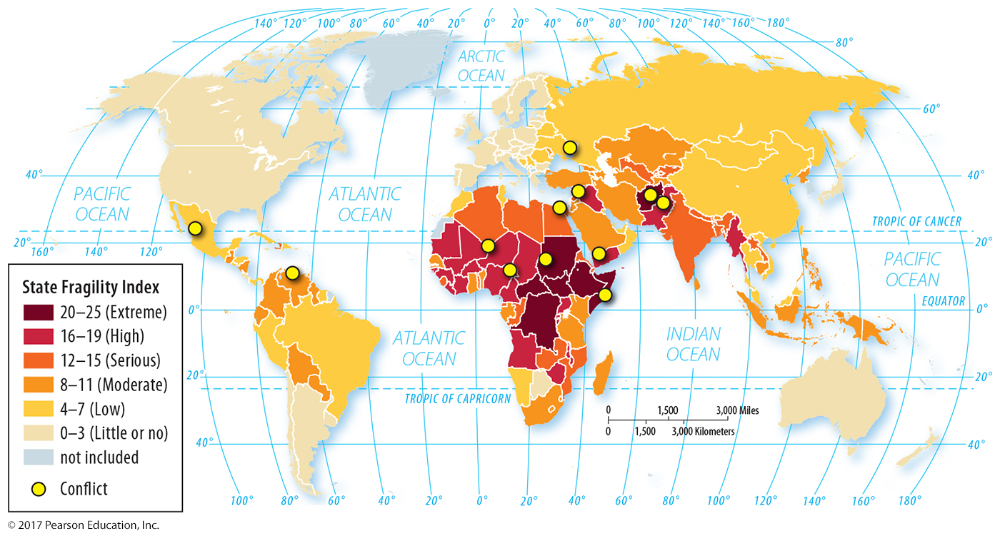 140° 120° 100° 80° 60° 40° 20° 0° 20° 40° 60° 80° 100° 120° 140° 160° 180°
80°
ARCTIC
OCEAN
60°
40°
40°
PACIFIC
OCEAN
ATLANTIC
OCEAN
TROPIC OF CANCER
20°
20°
160° 140° 120°
PACIFIC
OCEAN
EQUATOR
0°
0°
ATLANTIC
OCEAN
INDIAN
OCEAN
20°
20°
TROPIC OF CAPRICORN
0 1,500 3,000 Miles
0 1,500 3,000 Kilometers
40°
40°
100° 80° 60° 40° 20° 0° 20° 40° 60° 80° 100° 120° 140° 160° 180°
State Fragility Index
20–25 (Extreme)
16–19 (High)
12–15 (Serious)
8–11 (Moderate)
4–7 (Low)
0–3 (Little or no)
not included
Conflict
© 2017 Pearson Education, Inc.